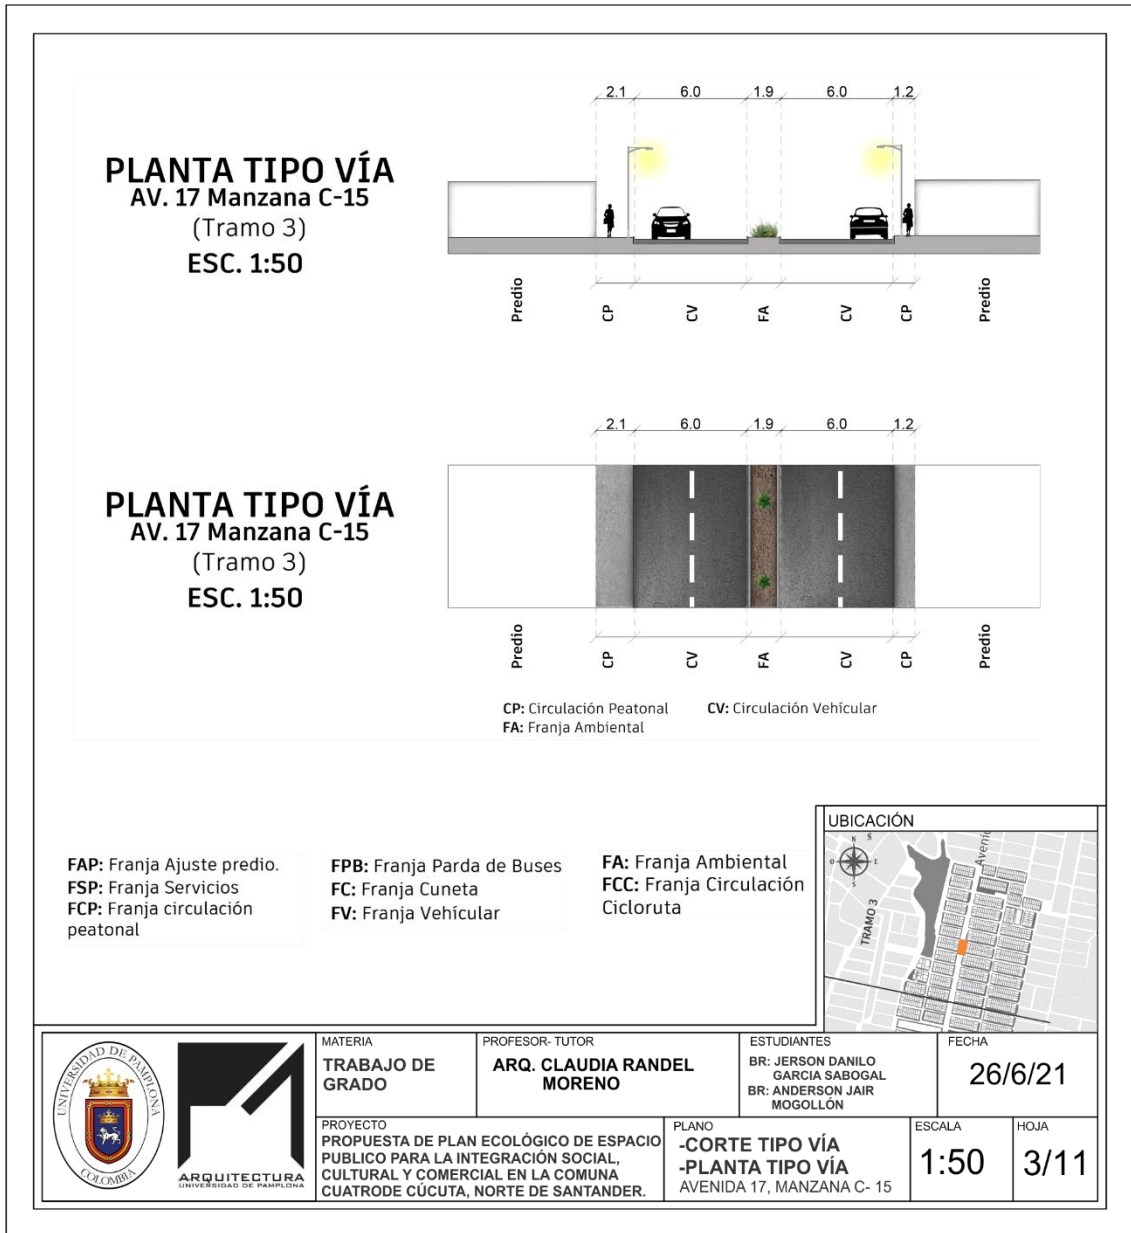 2.1 6.0 1.9 6.0 1.2
PLANTA TIPO VÍA
AV. 17 Manzana C-15
(Tramo 3)
ESC. 1:50
Predio CP CV FA CV CP Predio
2.1 6.0 1.9 6.0 1.2
PLANTA TIPO VÍA
AV. 17 Manzana C-15
(Tramo 3)
ESC. 1:50
Predio CP CV FA CV CP Predio
CP: Circulación Peatonal CV: Circulación Vehícular
FA: Franja Ambiental
FAP: Franja Ajuste predio.
FSP: Franja Servicios
FCP: Franja circulación
peatonal
FPB: Franja Parda de Buses
FC: Franja Cuneta
FV: Franja Vehícular
FA: Franja Ambiental
FCC: Franja Circulación
Cicloruta
UBICACIÓN
N S
O E
S
TRAMO 3
Avenid
UNIVERSIDAD DE PAMPLONA
COLOMBIA
ARQUITECTURA
UNIVERSIDAD DE PAMPLONA
MATERIA
TRABAJO DE
GRADO
PROFESOR- TUTOR
ARQ. CLAUDIA RANDEL
MORENO
ESTUDIANTES
BR: JERSON DANILO
GARCIA SABOGAL
BR: ANDERSON JAIR
MOGOLLÓN
FECHA
26/6/21
PROYECTO
PROPUESTA DE PLAN ECOLÓGICO DE ESPACIO
PUBLICO PARA LA INTEGRACIÓN SOCIAL,
CULTURAL Y COMERCIAL EN LA COMUNA
CUATRODE CÚCUTA, NORTE DE SANTANDER.
PLANO
-CORTE TIPO VÍA
-PLANTA TIPO VÍA
AVENIDA 17, MANZANA C- 15
ESCALA
1:50
HOJA
3/11